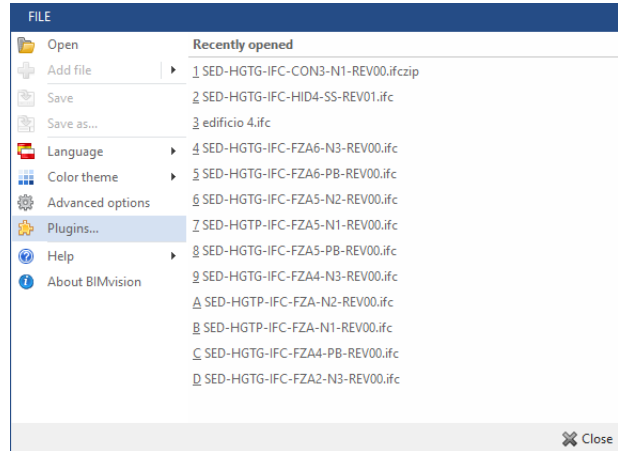 FILE
Open
Add file
Save
Save as...
Language
Color theme
Advanced options
Plugins...
Help
About BIMvision
Recently opened
1 SED-HGTG-IFC-CON3-N1-REV00.ifczip
2 SED-HGTG-IFC-HID4-SS-REV01.ifc
3 edificio 4.ifc
4 SED-HGTG-IFC-FZA6-N3-REV00.ifc
5 SED-HGTG-IFC-FZA6-PB-REV00.ifc
6 SED-HGTG-IFC-FZA5-N2-REV00.ifc
7 SED-HGTP-IFC-FZA5-N1-REV00.ifc
8 SED-HGTG-IFC-FZA5-PB-REV00.ifc
9 SED-HGTG-IFC-FZA4-N3-REV00.ifc
A SED-HGTP-IFC-FZA-N2-REV00.ifc
B SED-HGTP-IFC-FZA-N1-REV00.ifc
C SED-HGTG-IFC-FZA4-PB-REV00.ifc
D SED-HGTG-IFC-FZA2-N3-REV00.ifc
Close